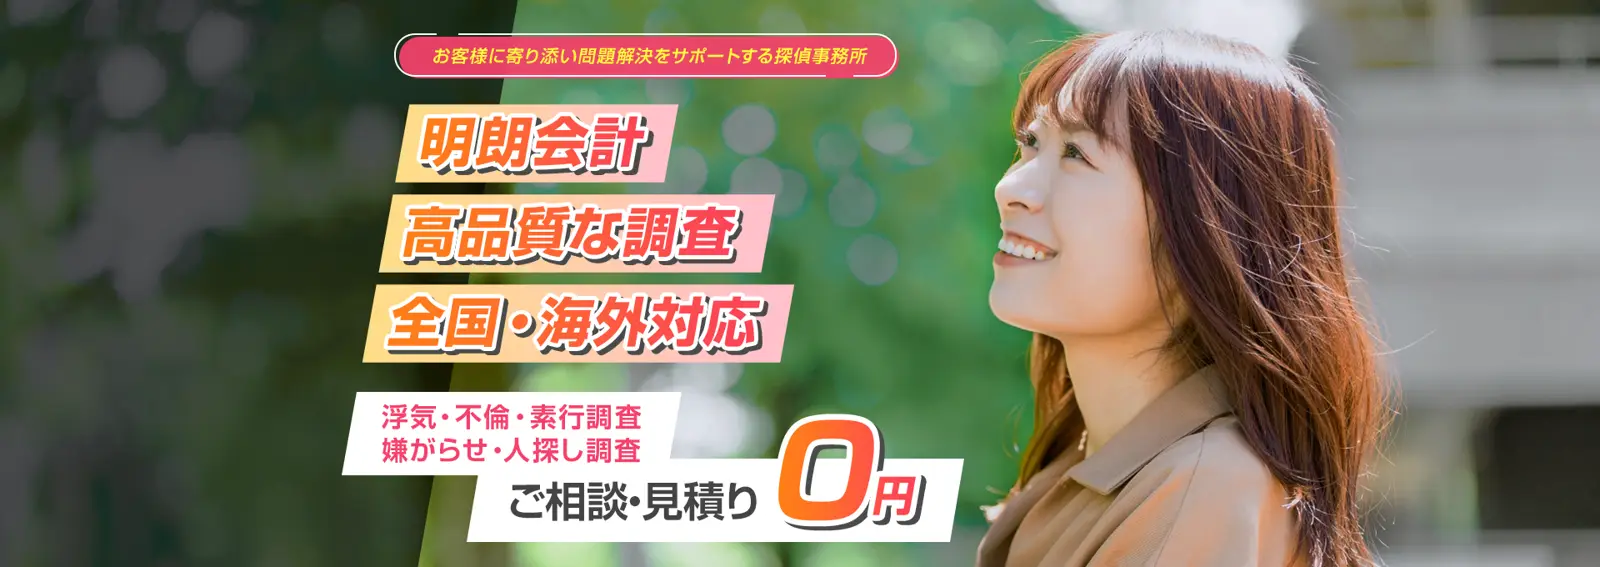 お客様に寄り添い問題解決をサポートする探偵事務所
明朗会計
高品質な調査
全国・海外対応
浮気・不倫・素行調査
嫌がらせ・人探し調査
ご相談・見積り 0円